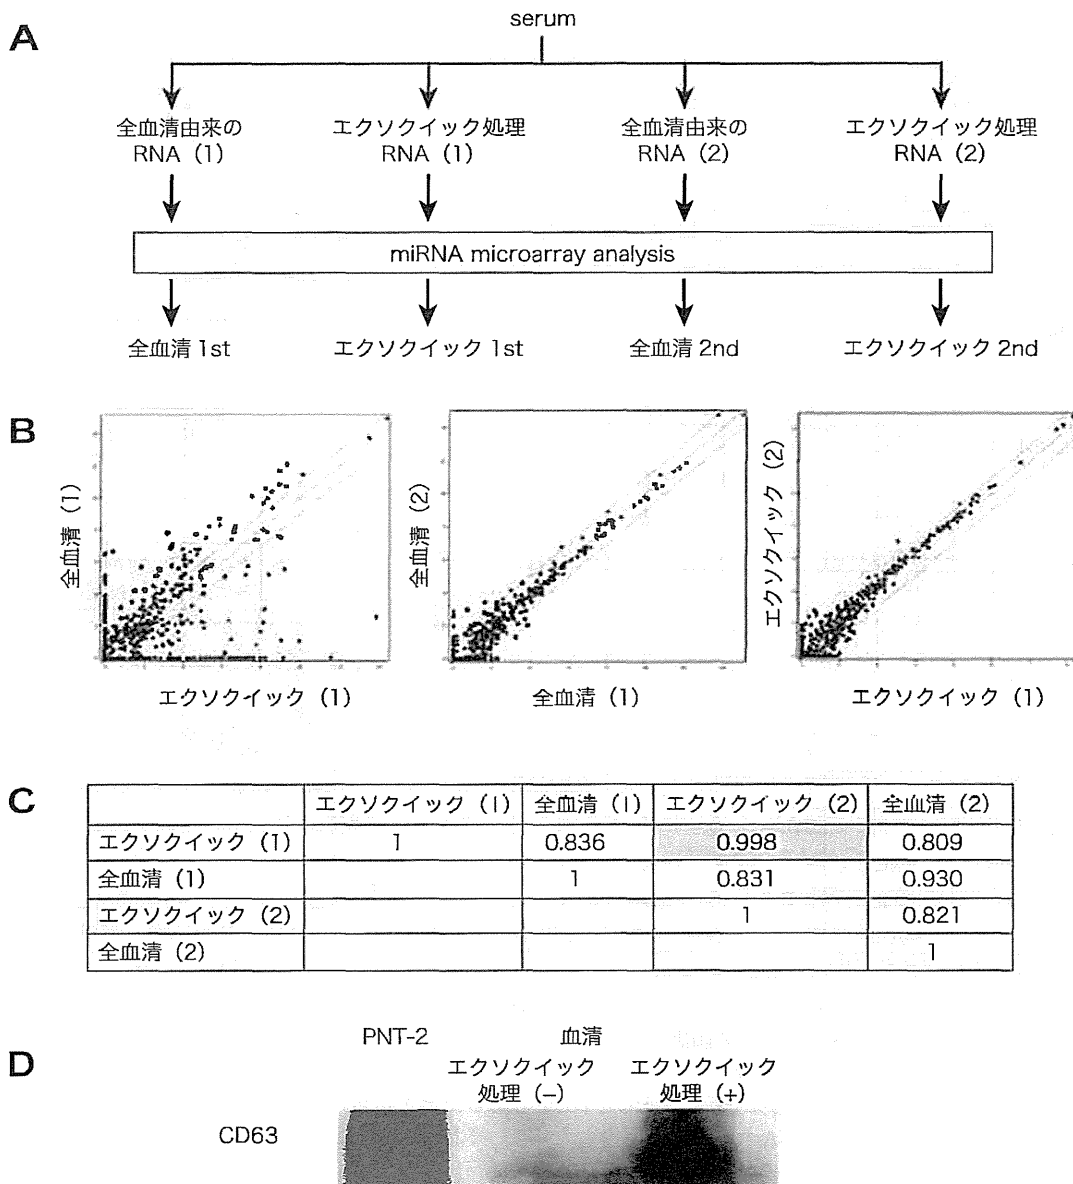 A
serum
全血清由来の
RNA（1）
エクソクイック処理
RNA（1）
全血清由来の
RNA（2）
エクソクイック処理
RNA（2）
miRNA microarray analysis
全血清 1st
エクソクイック 1st
全血清 2nd
エクソクイック 2nd
B
全血清（1）
エクソクイック（1）
全血清（2）
全血清（1）
エクソクイック（2）
エクソクイック（1）
C
エクソクイック（1） 全血清（1） エクソクイック（2） 全血清（2）
エクソクイック（1） 1 0.836 0.998 0.809
全血清（1） 1 0.831 0.930
エクソクイック（2） 1 0.821
全血清（2） 1
D
PNT-2 血清
エクソクイック
処理（−）
エクソクイック
処理（+）
CD63